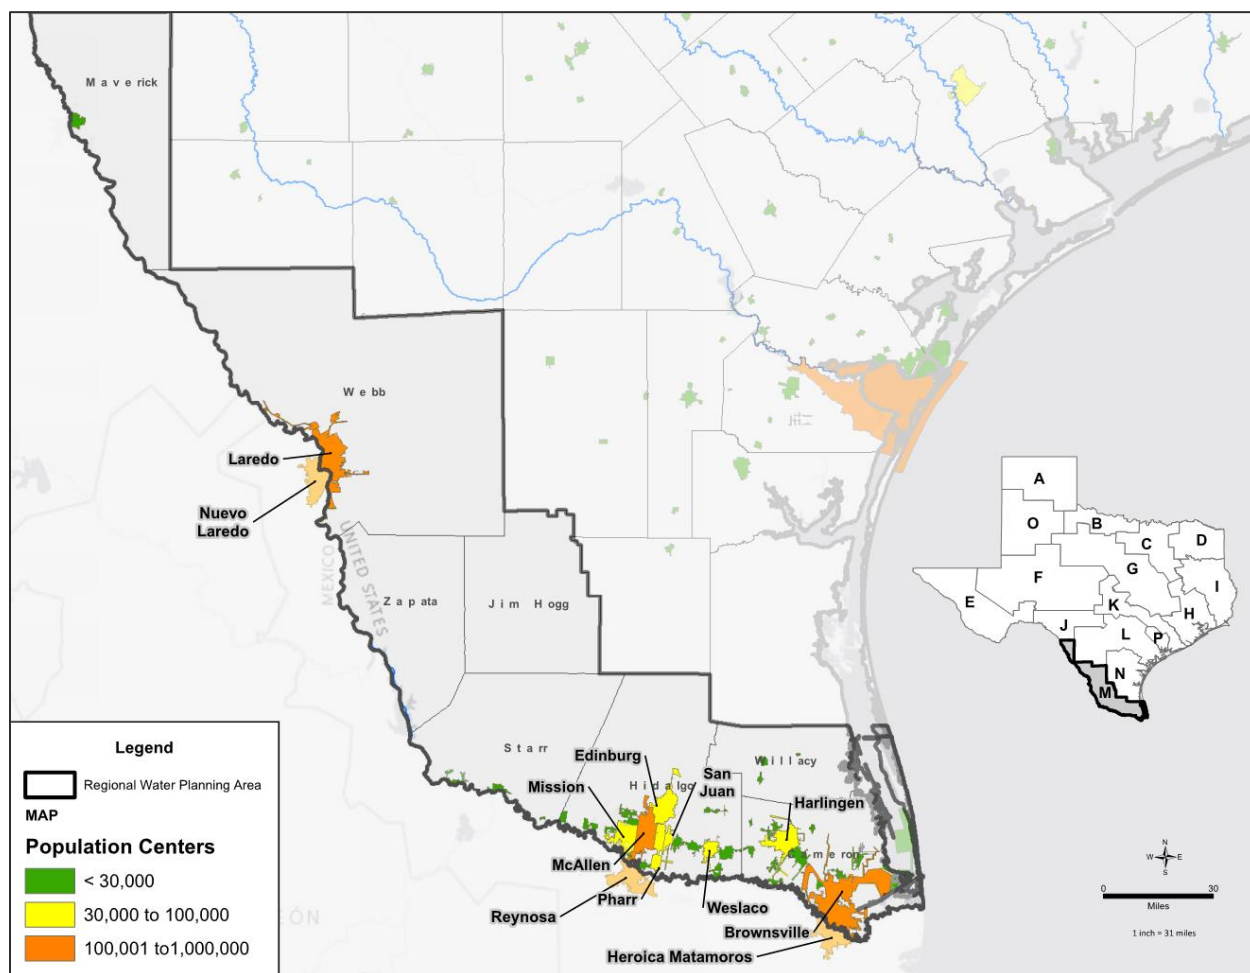 Maverick
Webb
Laredo
Nuevo
Laredo
UNITED STATES
MEXICO
Zapata
Jim Hogg
Starr
Hidalgo
Willacy
Cameron
Edinburg
San
Juan
Mission
Harlingen
McAllen
Pharr
Reynosa
Weslaco
Brownsville
Heroica Matamoros
Legend
Regional Water Planning Area
MAP
Population Centers
< 30,000
30,000 to 100,000
100,001 to1,000,000
A
O
B
C
D
G
F
I
E
K
H
J
L
P
N
M
N
W
E
S
0
30
Miles
1 inch = 31 miles